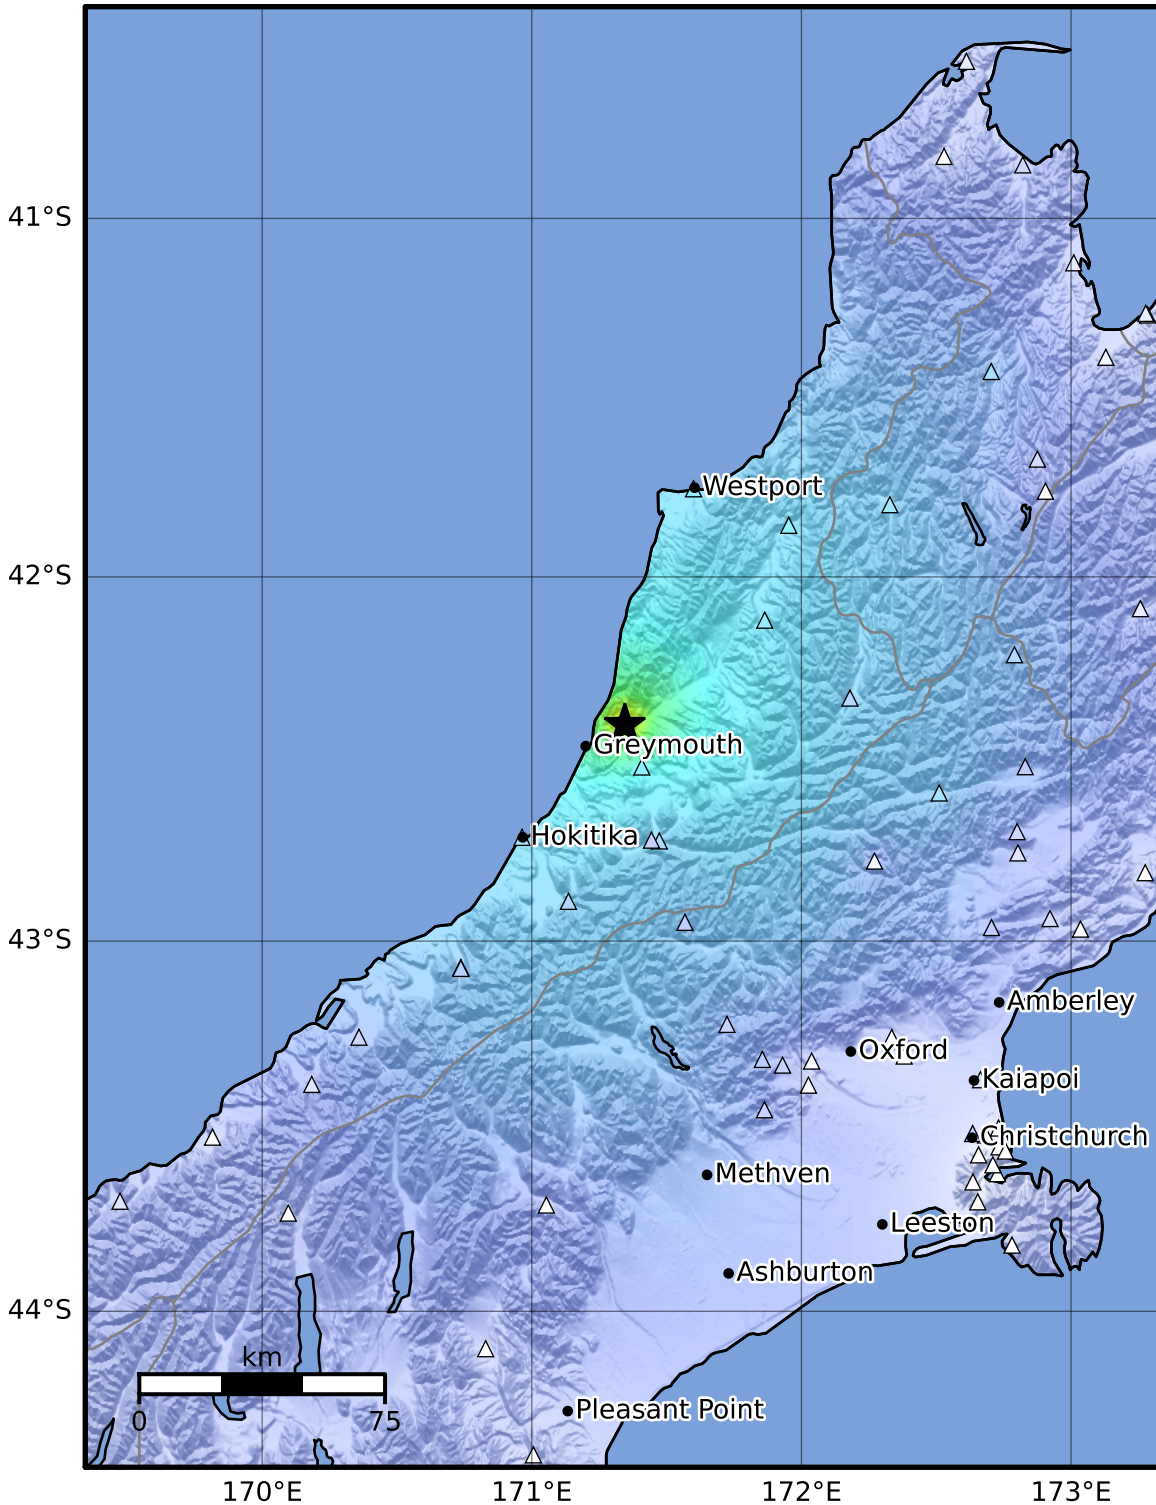 41°S
Westport
42°S
Greymouth
Hokitika
43°S
Amberley
Oxford
Kaiapoi
Christchurch
Methven
Leeston
Ashburton
44°S
km
0
75
Pleasant Point
170°E
171°E
172°E
173°E